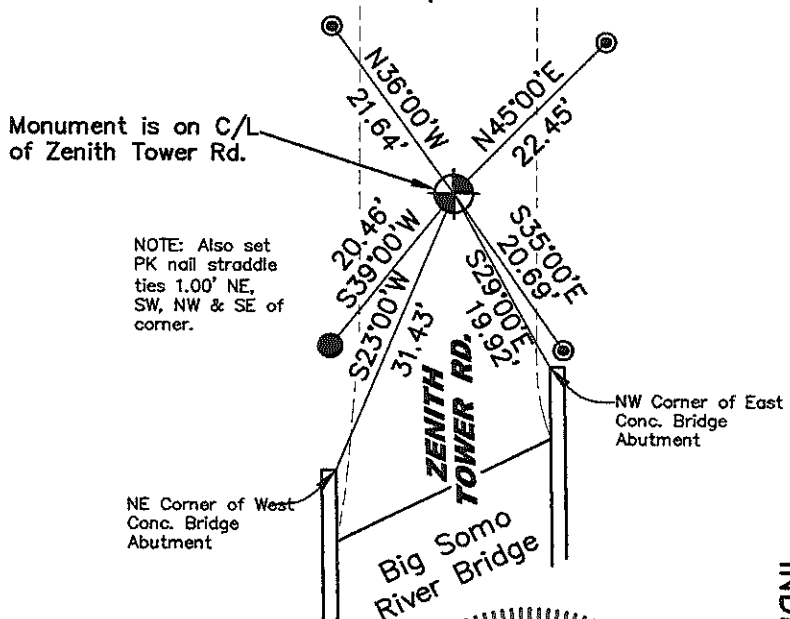 N36°00'W
21.64'
N45°00'E
22.45'
Monument is on C/L
of Zenith Tower Rd.
NOTE: Also set
PK nail straddle
ties 1.00' NE,
SW, NW & SE of
corner.
20.46'
S39°00'W
S23°00'W
31.43'
S35°00'E
20.69'
S29°00'E
19.92'
ZENITH
TOWER RD.
NW Corner of East
Conc. Bridge
Abutment
NE Corner of West
Conc. Bridge
Abutment
Big Somo
River Bridge